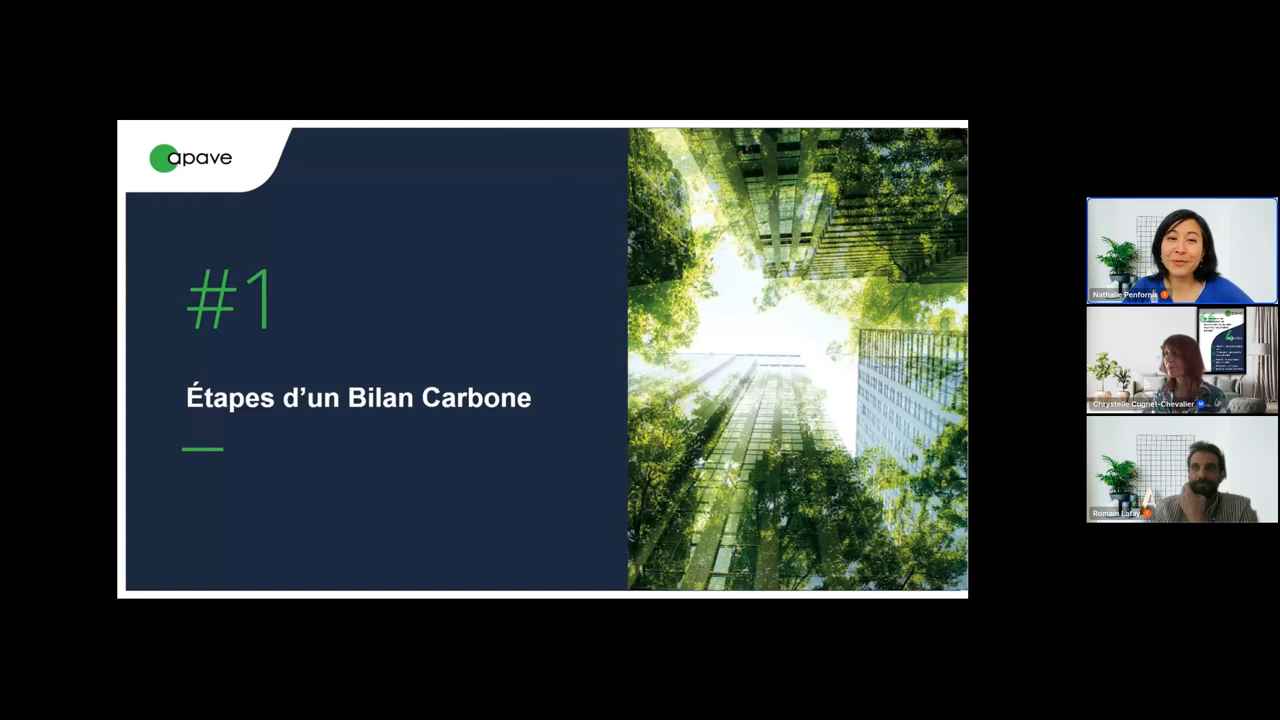 apave
#1
Étapes d'un Bilan Carbone
Nathalie Penfornis
Chrystelle Cugnet-Chevalier
Romain Lafay